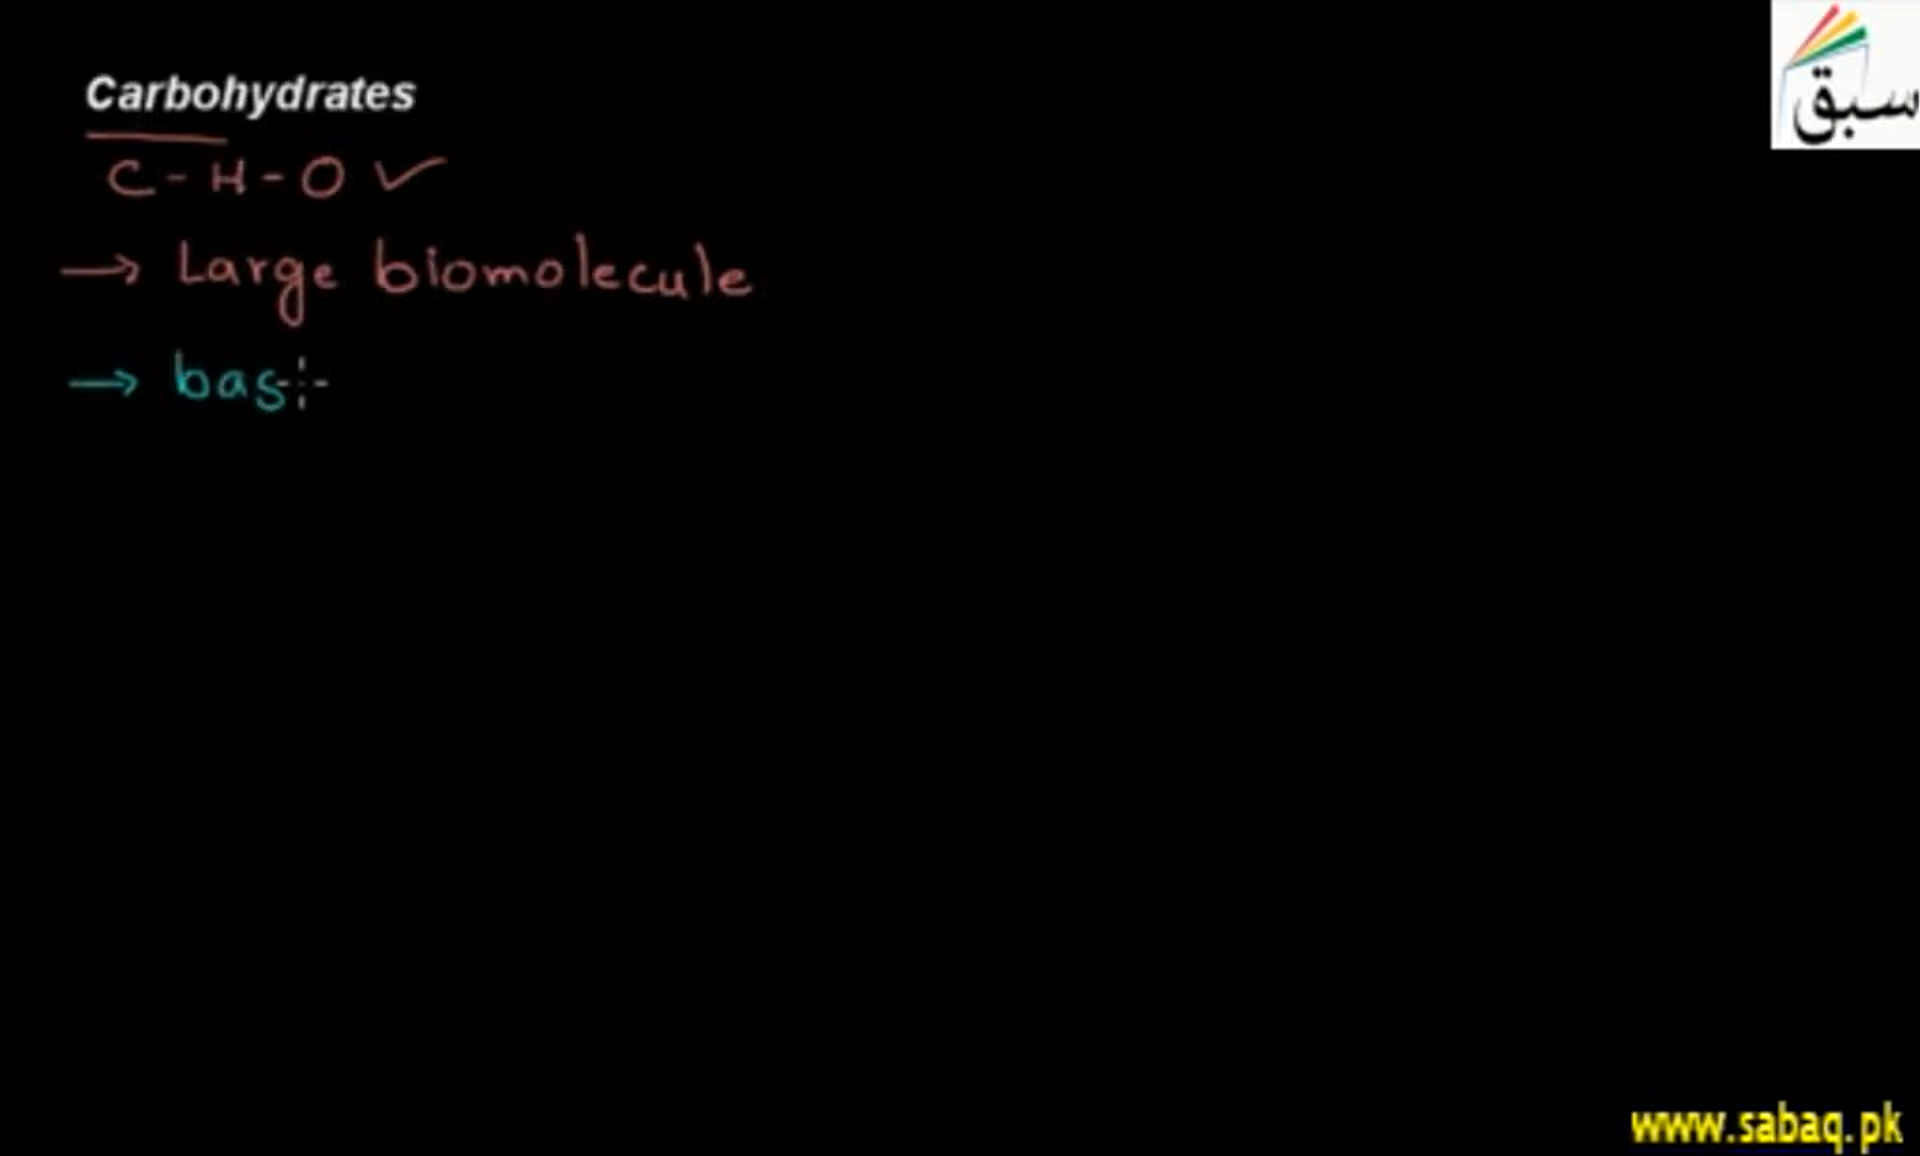 Carbohydrates
سبق
C-H-O ✓
→ Large biomolecule
→ bas
www.sabaq.pk